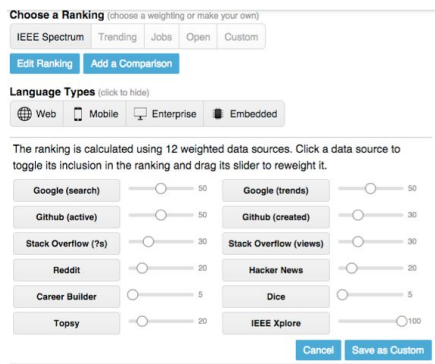 Choose a Ranking (choose a weighting or make your own)
IEEE Spectrum Trending Jobs Open Custom
Edit Ranking Add a Comparison
Language Types (click to hide)
Web Mobile Enterprise Embedded
The ranking is calculated using 12 weighted data sources. Click a data source to
toggle its inclusion in the ranking and drag its slider to reweight it.
Google (search) 50 Google (trends) 50
Github (active) 50 Github (created) 30
Stack Overflow (?s) 30 Stack Overflow (views) 30
Reddit 20 Hacker News 20
Career Builder 5 Dice 5
Topsy 20 IEEE Xplore 100
Cancel Save as Custom